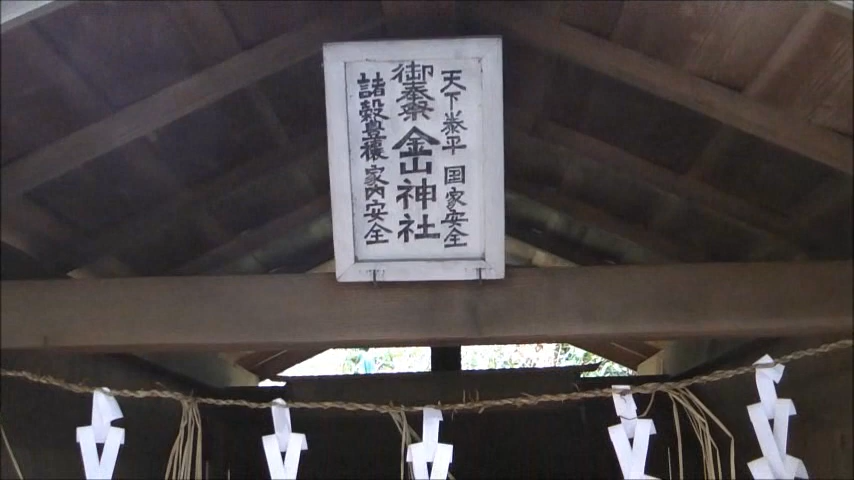 天下泰平 国家安全
御奉祭 金山神社
諸穀豊穣 家内安全